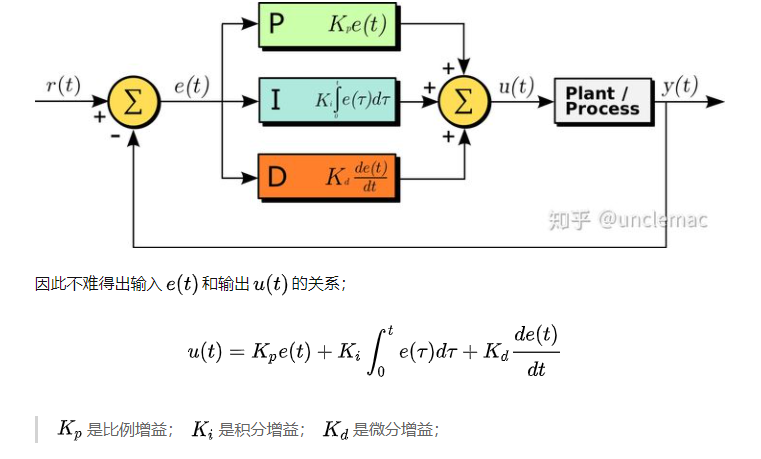 P K_p e(t)
r(t) Σ e(t) I K_i ∫_0^t e(τ)dτ Σ u(t) Plant / Process y(t)
+ - + + +
D K_d de(t)/dt
知乎 @unclemac
因此不难得出输入 e(t) 和输出 u(t) 的关系；
u(t) = K_p e(t) + K_i ∫_0^t e(τ)dτ + K_d de(t)/dt
K_p 是比例增益； K_i 是积分增益； K_d 是微分增益；